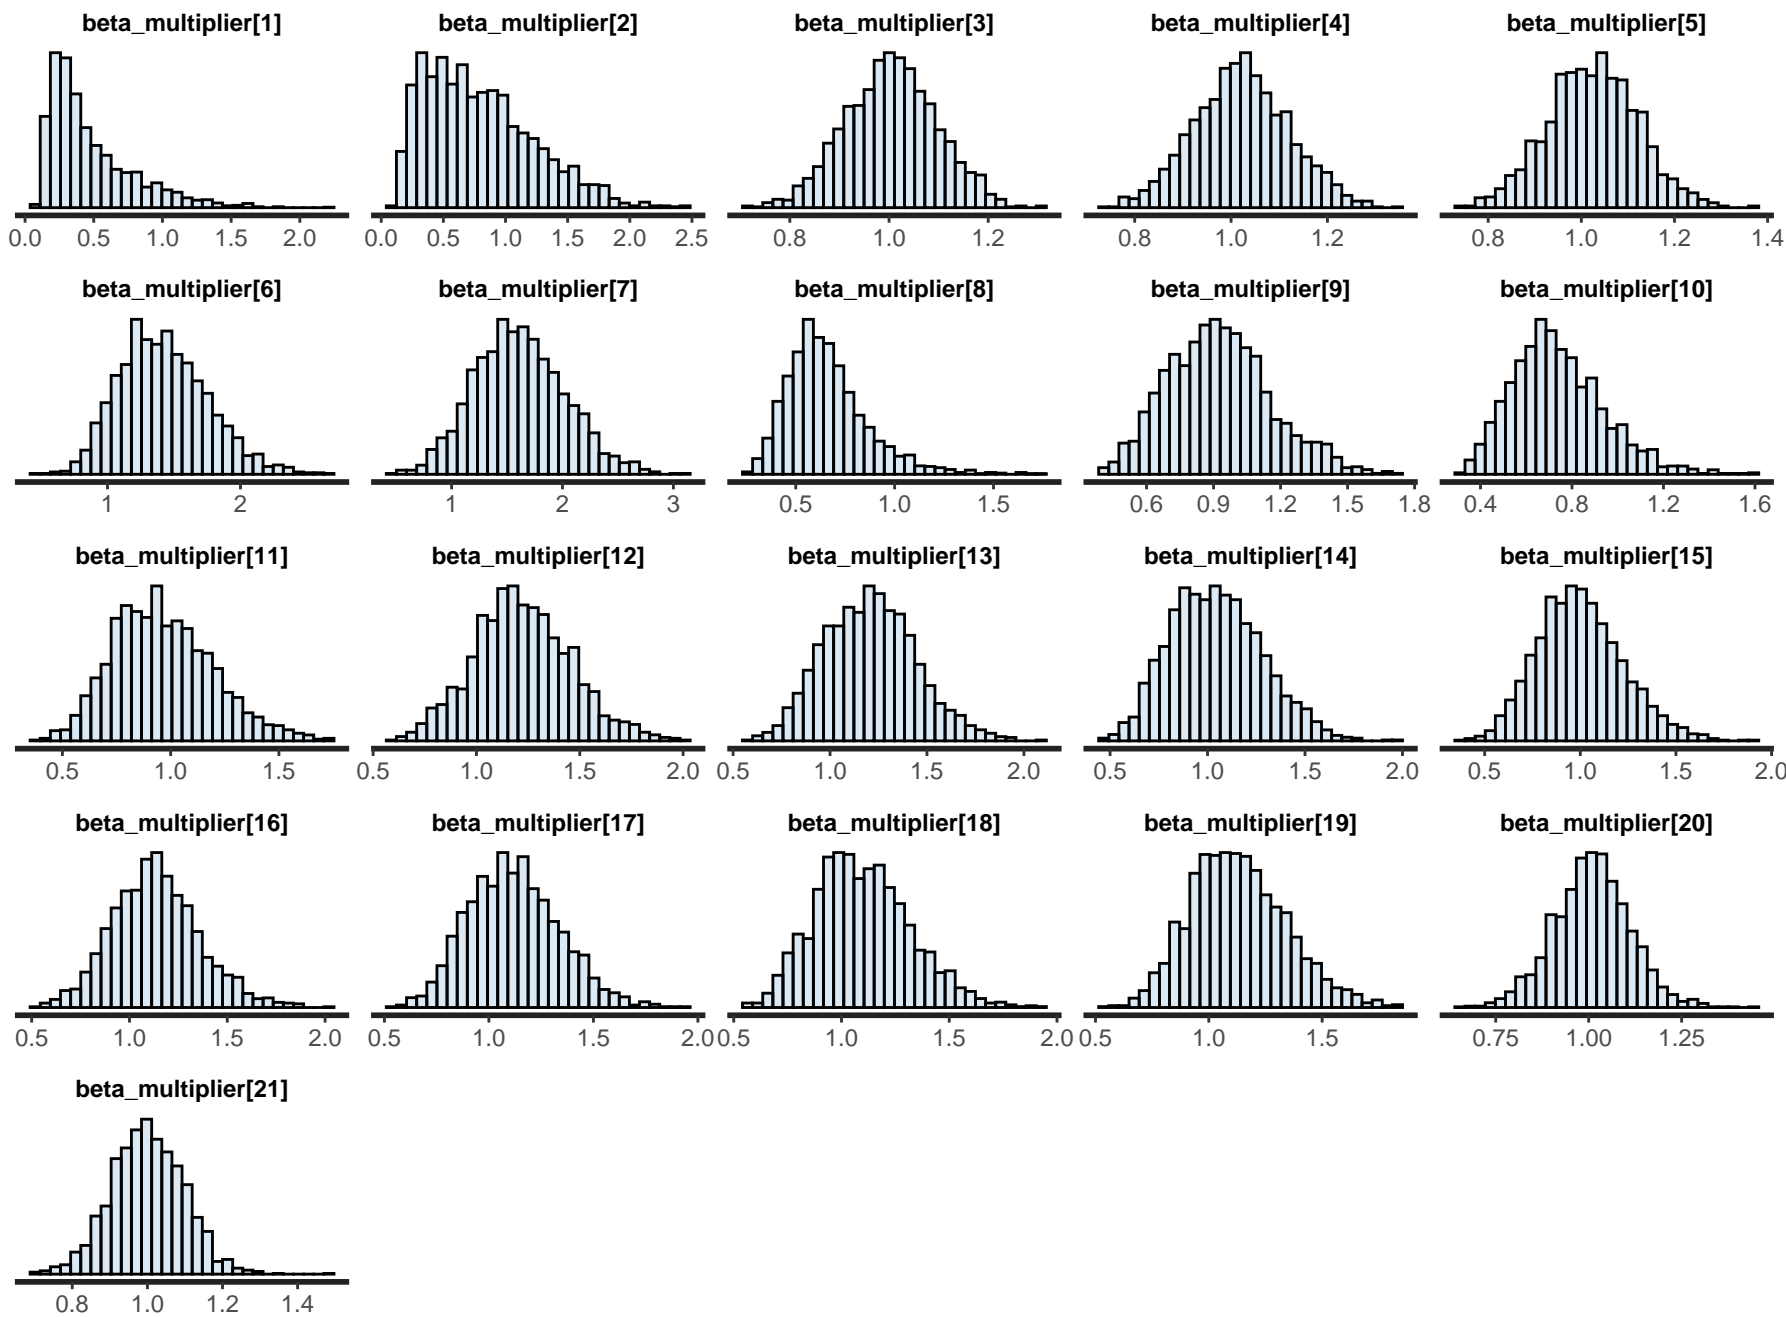 beta_multiplier[1] beta_multiplier[2] beta_multiplier[3] beta_multiplier[4] beta_multiplier[5]
0.0 0.5 1.0 1.5 2.0 0.0 0.5 1.0 1.5 2.0 2.5 0.8 1.0 1.2 0.8 1.0 1.2 0.8 1.0 1.2 1.4
beta_multiplier[6] beta_multiplier[7] beta_multiplier[8] beta_multiplier[9] beta_multiplier[10]
1 2 1 2 3 0.5 1.0 1.5 0.6 0.9 1.2 1.5 1.8 0.4 0.8 1.2 1.6
beta_multiplier[11] beta_multiplier[12] beta_multiplier[13] beta_multiplier[14] beta_multiplier[15]
0.5 1.0 1.5 0.5 1.0 1.5 2.0 0.5 1.0 1.5 2.0 0.5 1.0 1.5 2.0 0.5 1.0 1.5 2.0
beta_multiplier[16] beta_multiplier[17] beta_multiplier[18] beta_multiplier[19] beta_multiplier[20]
0.5 1.0 1.5 2.0 0.5 1.0 1.5 2.0 0.5 1.0 1.5 2.0 0.5 1.0 1.5 0.75 1.00 1.25
beta_multiplier[21]
0.8 1.0 1.2 1.4